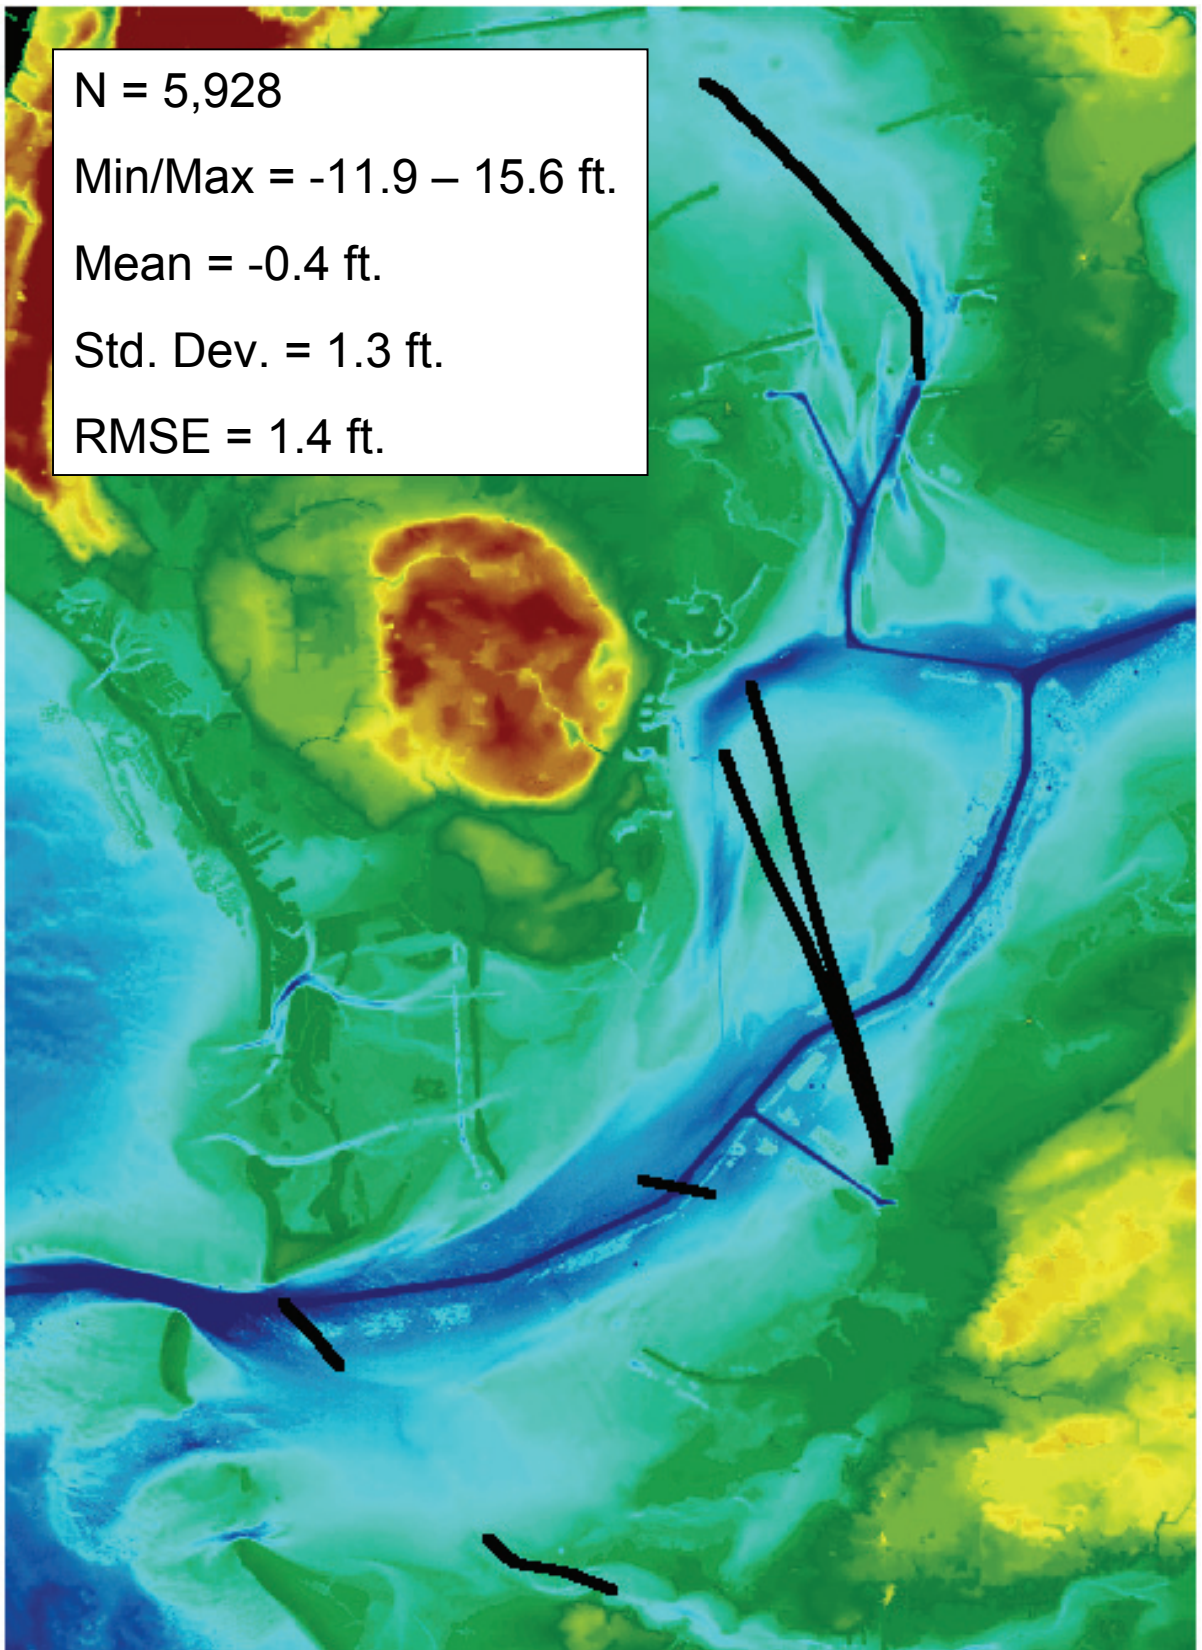 N = 5,928
Min/Max = -11.9 – 15.6 ft.
Mean = -0.4 ft.
Std. Dev. = 1.3 ft.
RMSE = 1.4 ft.